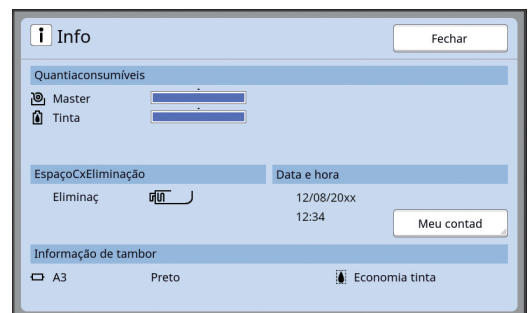 i Info
Fechar
Quantiaconsumíveis
Master
Tinta
EspaçoCxEliminação
Data e hora
Eliminaç
12/08/20xx
12:34
Meu contad
Informação de tambor
A3 Preto Economia tinta